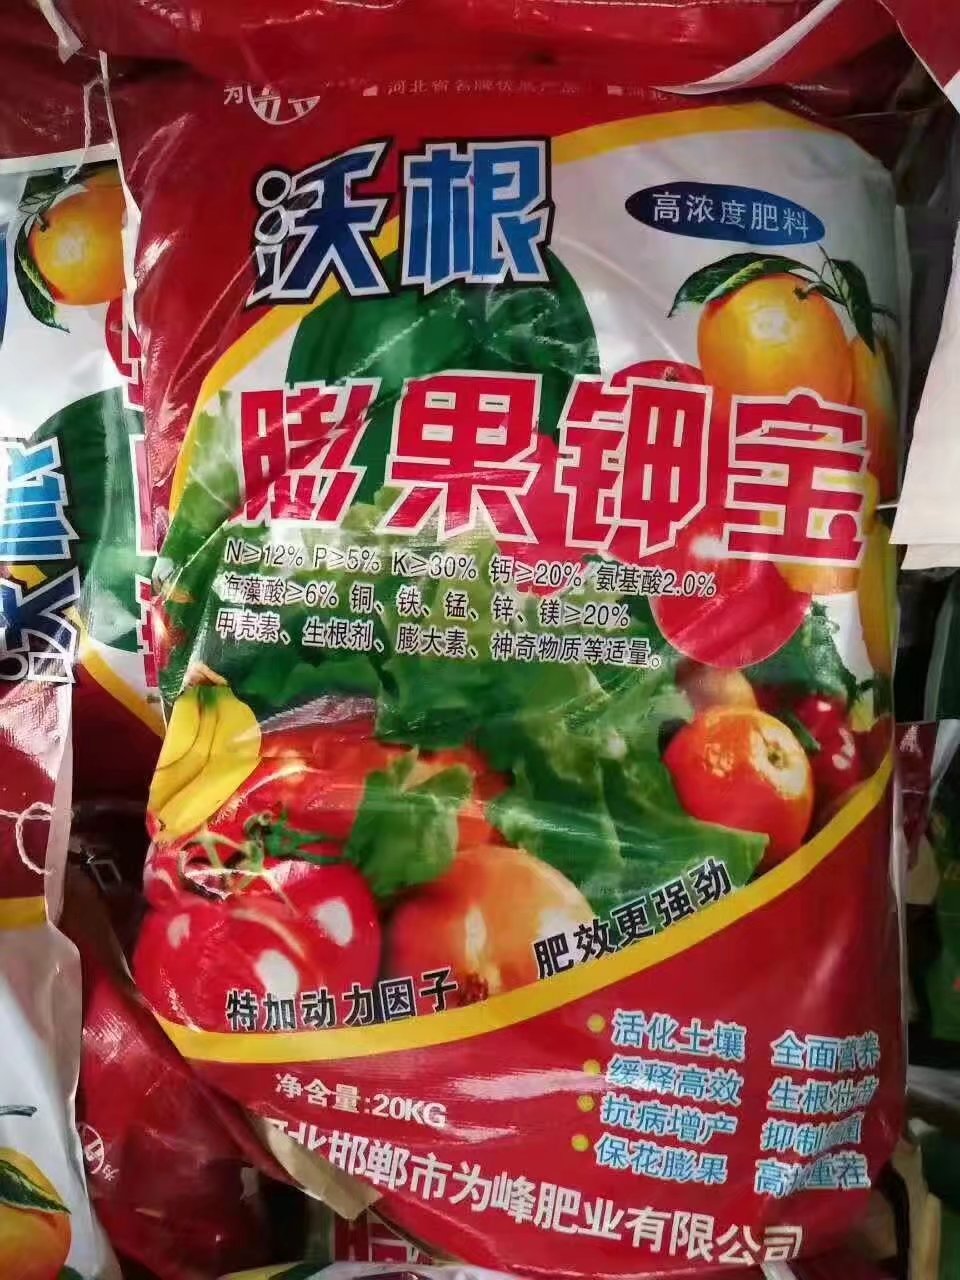 为
河北省名牌优质产品
沃根
高浓度肥料
膨果钾宝
N≥12% P≥5% K≥30% 钙≥20% 氨基酸2.0%
海藻酸≥6% 铜、铁、锰、锌、镁≥20%
甲壳素、生根剂、膨大素、神奇物质等适量。
肥效更强劲
特加动力因子
活化土壤 全面营养
缓释高效 生根壮苗
抗病增产 抑制
保花膨果 高 重茬
净含量:20KG
河北邯郸市为峰肥业有限公司